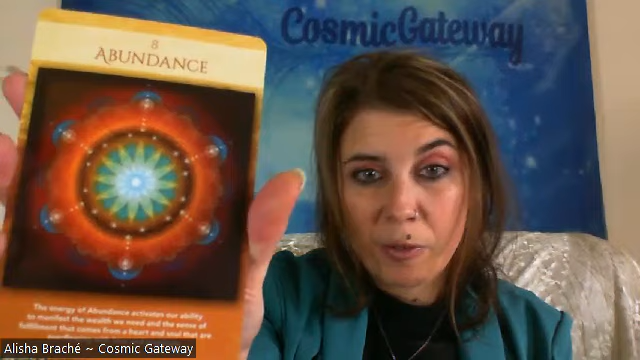 CosmicGateway
8
ABUNDANCE
The energy of Abundance activates our ability
to manifest the wealth we need and the sense of
fulfillment that comes from a heart and soul that are
Alisha Braché ~ Cosmic Gateway